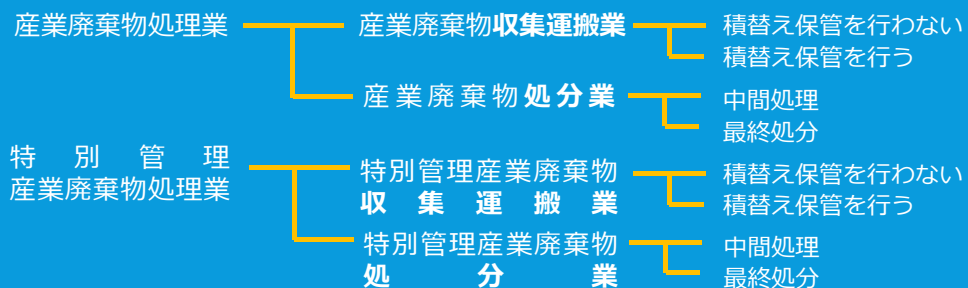 産業廃棄物処理業
産業廃棄物収集運搬業
積替え保管を行わない
積替え保管を行う
産業廃棄物処分業
中間処理
最終処分
特別管理
産業廃棄物処理業
特別管理産業廃棄物
収集運搬業
積替え保管を行わない
積替え保管を行う
特別管理産業廃棄物
処分業
中間処理
最終処分